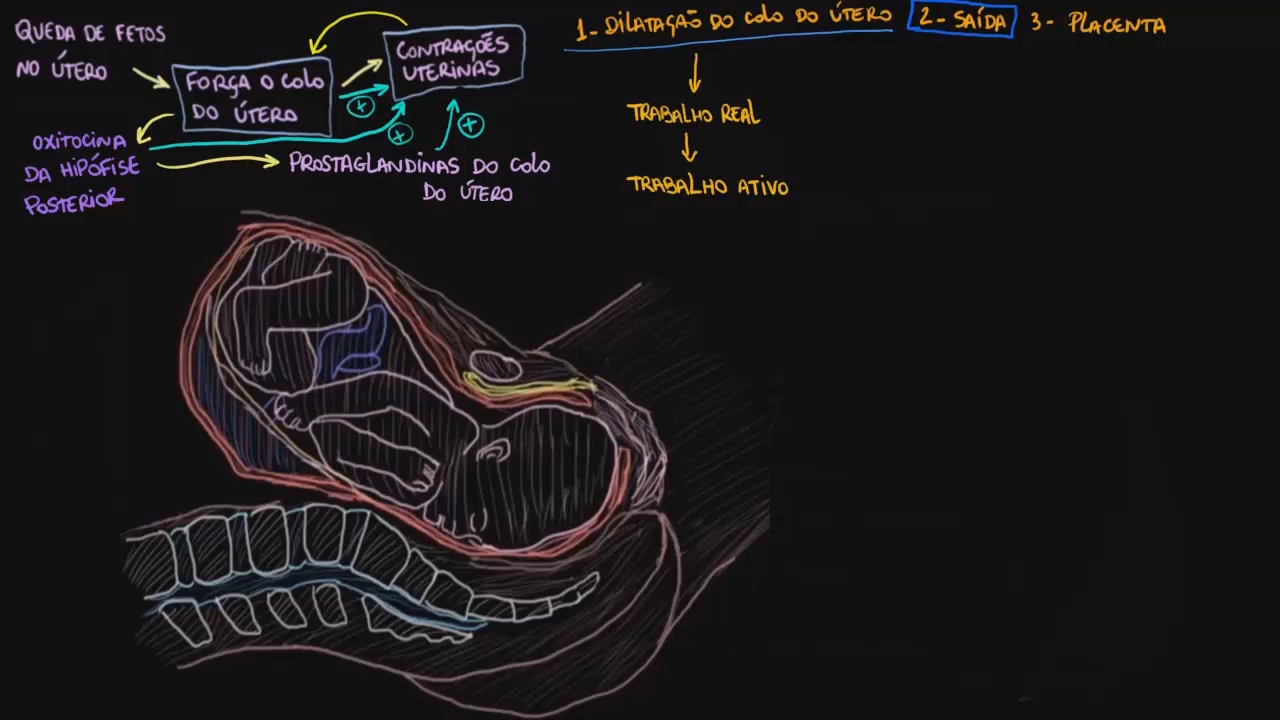 QUEDA DE FETOS
NO ÚTERO
FORÇA O COLO
DO ÚTERO
CONTRAÇÕES
UTERINAS
OXITOCINA
DA HIPÓFISE
POSTERIOR
PROSTAGLANDINAS DO COLO
DO ÚTERO
+
+
+
1- DILATAÇÃO DO COLO DO ÚTERO 2- SAÍDA 3- PLACENTA
TRABALHO REAL
TRABALHO ATIVO